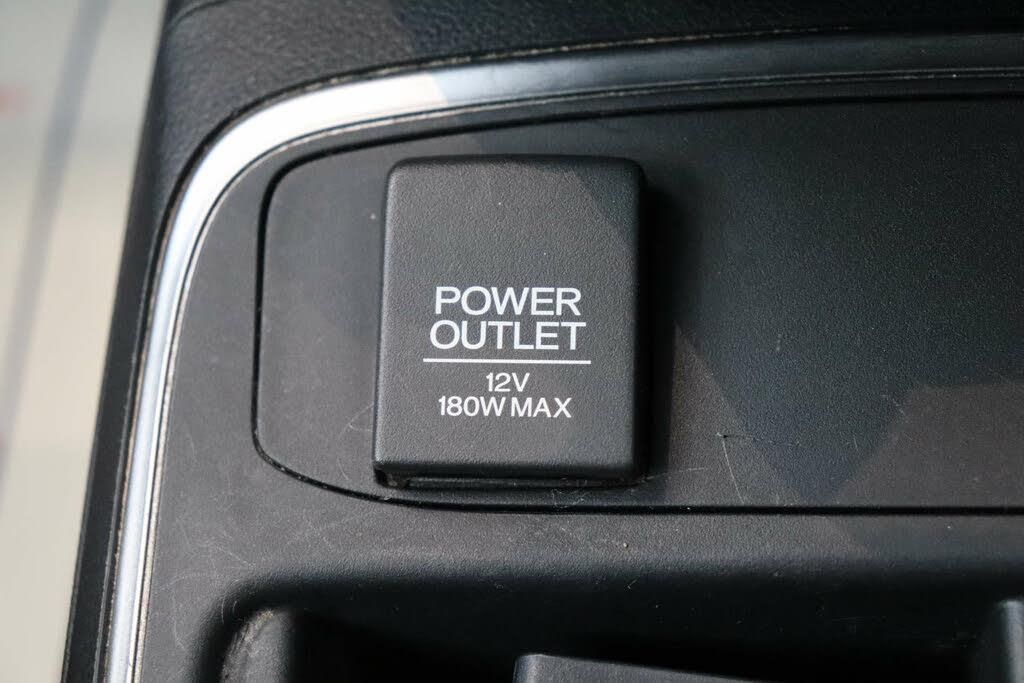 POWER
OUTLET
12V
180W MAX